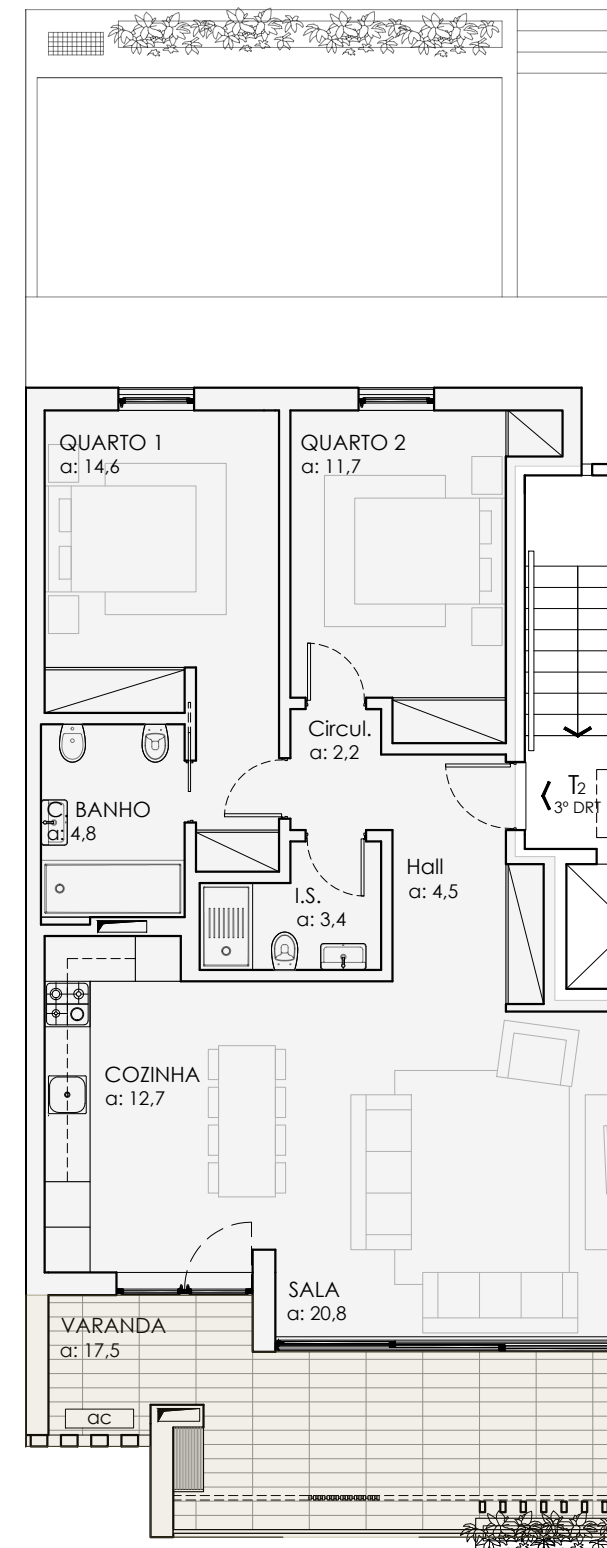 QUARTO 1
a: 14,6
QUARTO 2
a: 11,7
Circul.
a: 2,2
T2
3º DRT
C. BANHO
a: 4,8
Hall
a: 4,5
I.S.
a: 3,4
COZINHA
a: 12,7
SALA
a: 20,8
VARANDA
a: 17,5
ac